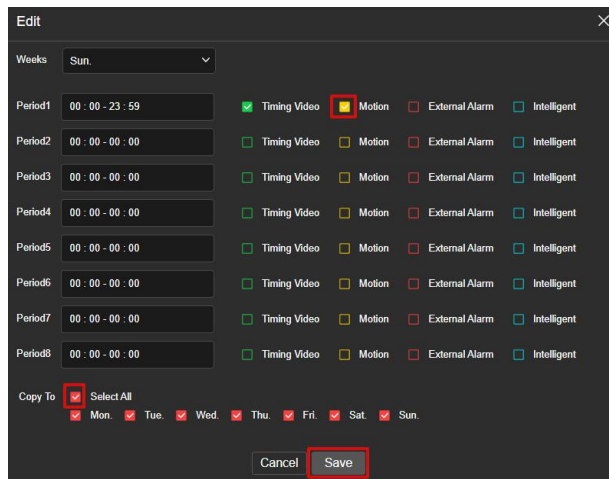 Edit
Weeks Sun.
Period1 00 : 00 - 23 : 59 Timing Video Motion External Alarm Intelligent
Period2 00 : 00 - 00 : 00 Timing Video Motion External Alarm Intelligent
Period3 00 : 00 - 00 : 00 Timing Video Motion External Alarm Intelligent
Period4 00 : 00 - 00 : 00 Timing Video Motion External Alarm Intelligent
Period5 00 : 00 - 00 : 00 Timing Video Motion External Alarm Intelligent
Period6 00 : 00 - 00 : 00 Timing Video Motion External Alarm Intelligent
Period7 00 : 00 - 00 : 00 Timing Video Motion External Alarm Intelligent
Period8 00 : 00 - 00 : 00 Timing Video Motion External Alarm Intelligent
Copy To Select All
Mon. Tue. Wed. Thu. Fri. Sat. Sun.
Cancel Save